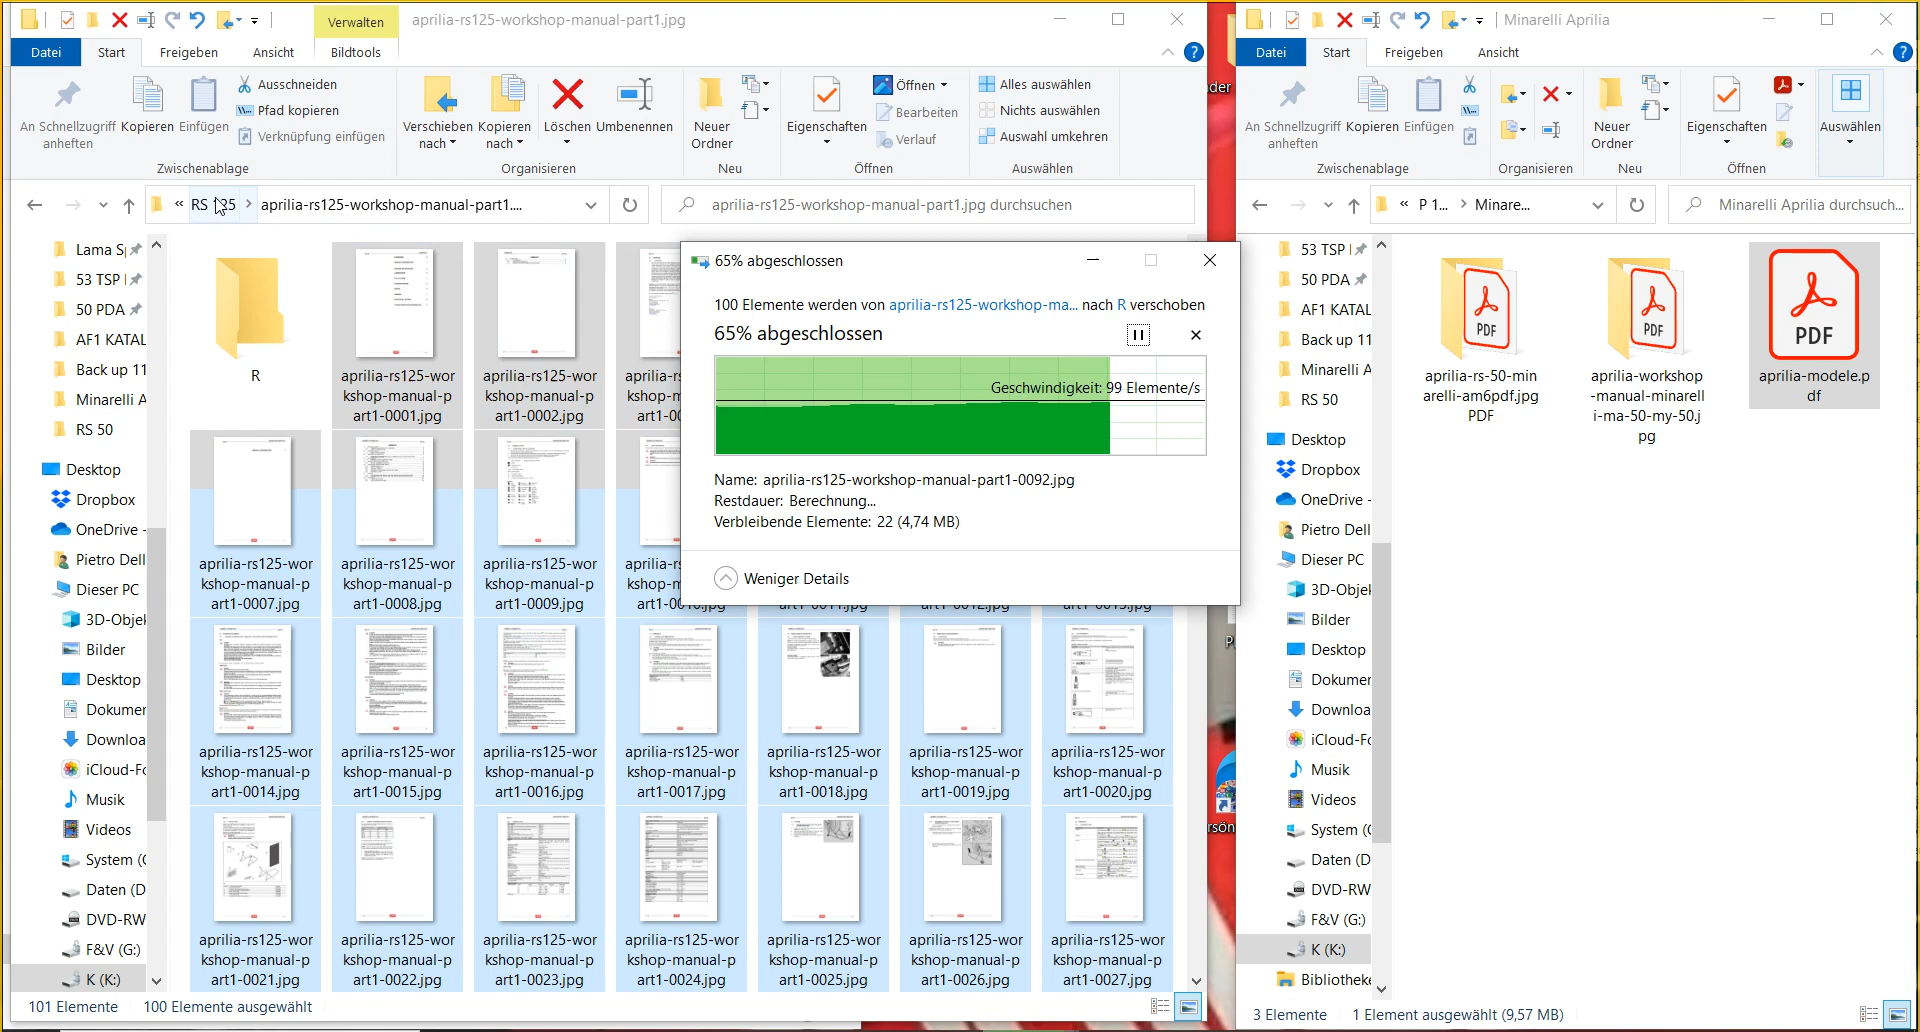 Verwalten
aprilia-rs125-workshop-manual-part1.jpg
Datei
Start
Freigeben
Ansicht
Bildtools
An Schnellzugriff anheften
Kopieren
Einfügen
Ausschneiden
Pfad kopieren
Verknüpfung einfügen
Zwischenablage
Verschieben nach
Kopieren nach
Löschen
Umbenennen
Organisieren
Neuer Ordner
Neu
Eigenschaften
Öffnen
Bearbeiten
Verlauf
Öffnen
Alles auswählen
Nichts auswählen
Auswahl umkehren
Auswählen
« RS 125 > aprilia-rs125-workshop-manual-part1....
aprilia-rs125-workshop-manual-part1.jpg durchsuchen
Lama S
53 TSP
50 PDA
AF1 KATAL
Back up 11
Minarelli A
RS 50
Desktop
Dropbox
OneDrive -
Pietro Dell
Dieser PC
3D-Objek
Bilder
Desktop
Dokumen
Downloa
iCloud-Fo
Musik
Videos
System (C
Daten (D
DVD-RW
F&V (G:)
K (K:)
R
aprilia-rs125-workshop-manual-part1-0001.jpg
aprilia-rs125-workshop-manual-part1-0002.jpg
aprilia-rs125-workshop-manual-part1-0007.jpg
aprilia-rs125-workshop-manual-part1-0008.jpg
aprilia-rs125-workshop-manual-part1-0009.jpg
aprilia-rs125-workshop-manual-part1-0014.jpg
aprilia-rs125-workshop-manual-part1-0015.jpg
aprilia-rs125-workshop-manual-part1-0016.jpg
aprilia-rs125-workshop-manual-part1-0017.jpg
aprilia-rs125-workshop-manual-part1-0018.jpg
aprilia-rs125-workshop-manual-part1-0019.jpg
aprilia-rs125-workshop-manual-part1-0020.jpg
aprilia-rs125-workshop-manual-part1-0021.jpg
aprilia-rs125-workshop-manual-part1-0022.jpg
aprilia-rs125-workshop-manual-part1-0023.jpg
aprilia-rs125-workshop-manual-part1-0024.jpg
aprilia-rs125-workshop-manual-part1-0025.jpg
aprilia-rs125-workshop-manual-part1-0026.jpg
aprilia-rs125-workshop-manual-part1-0027.jpg
101 Elemente
100 Elemente ausgewählt
65% abgeschlossen
100 Elemente werden von aprilia-rs125-workshop-ma... nach R verschoben
65% abgeschlossen
Geschwindigkeit: 99 Elemente/s
Name: aprilia-rs125-workshop-manual-part1-0092.jpg
Restdauer: Berechnung...
Verbleibende Elemente: 22 (4,74 MB)
Weniger Details
Minarelli Aprilia
Datei
Start
Freigeben
Ansicht
An Schnellzugriff anheften
Kopieren
Einfügen
Zwischenablage
Organisieren
Neuer Ordner
Neu
Eigenschaften
Öffnen
Auswählen
« P 1... > Minare...
Minarelli Aprilia durchsuch...
53 TSP
50 PDA
AF1 KATAL
Back up 11
Minarelli A
RS 50
Desktop
Dropbox
OneDrive -
Pietro Dell
Dieser PC
3D-Objek
Bilder
Desktop
Dokumen
Downloa
iCloud-Fo
Musik
Videos
System (C
Daten (D
DVD-RW
F&V (G:)
K (K:)
Bibliotheke
PDF
aprilia-rs-50-minarelli-am6pdf.jpg PDF
PDF
aprilia-workshop-manual-minarelli-ma-50-my-50.jpg
PDF
aprilia-modele.pdf
3 Elemente
1 Element ausgewählt (9,57 MB)